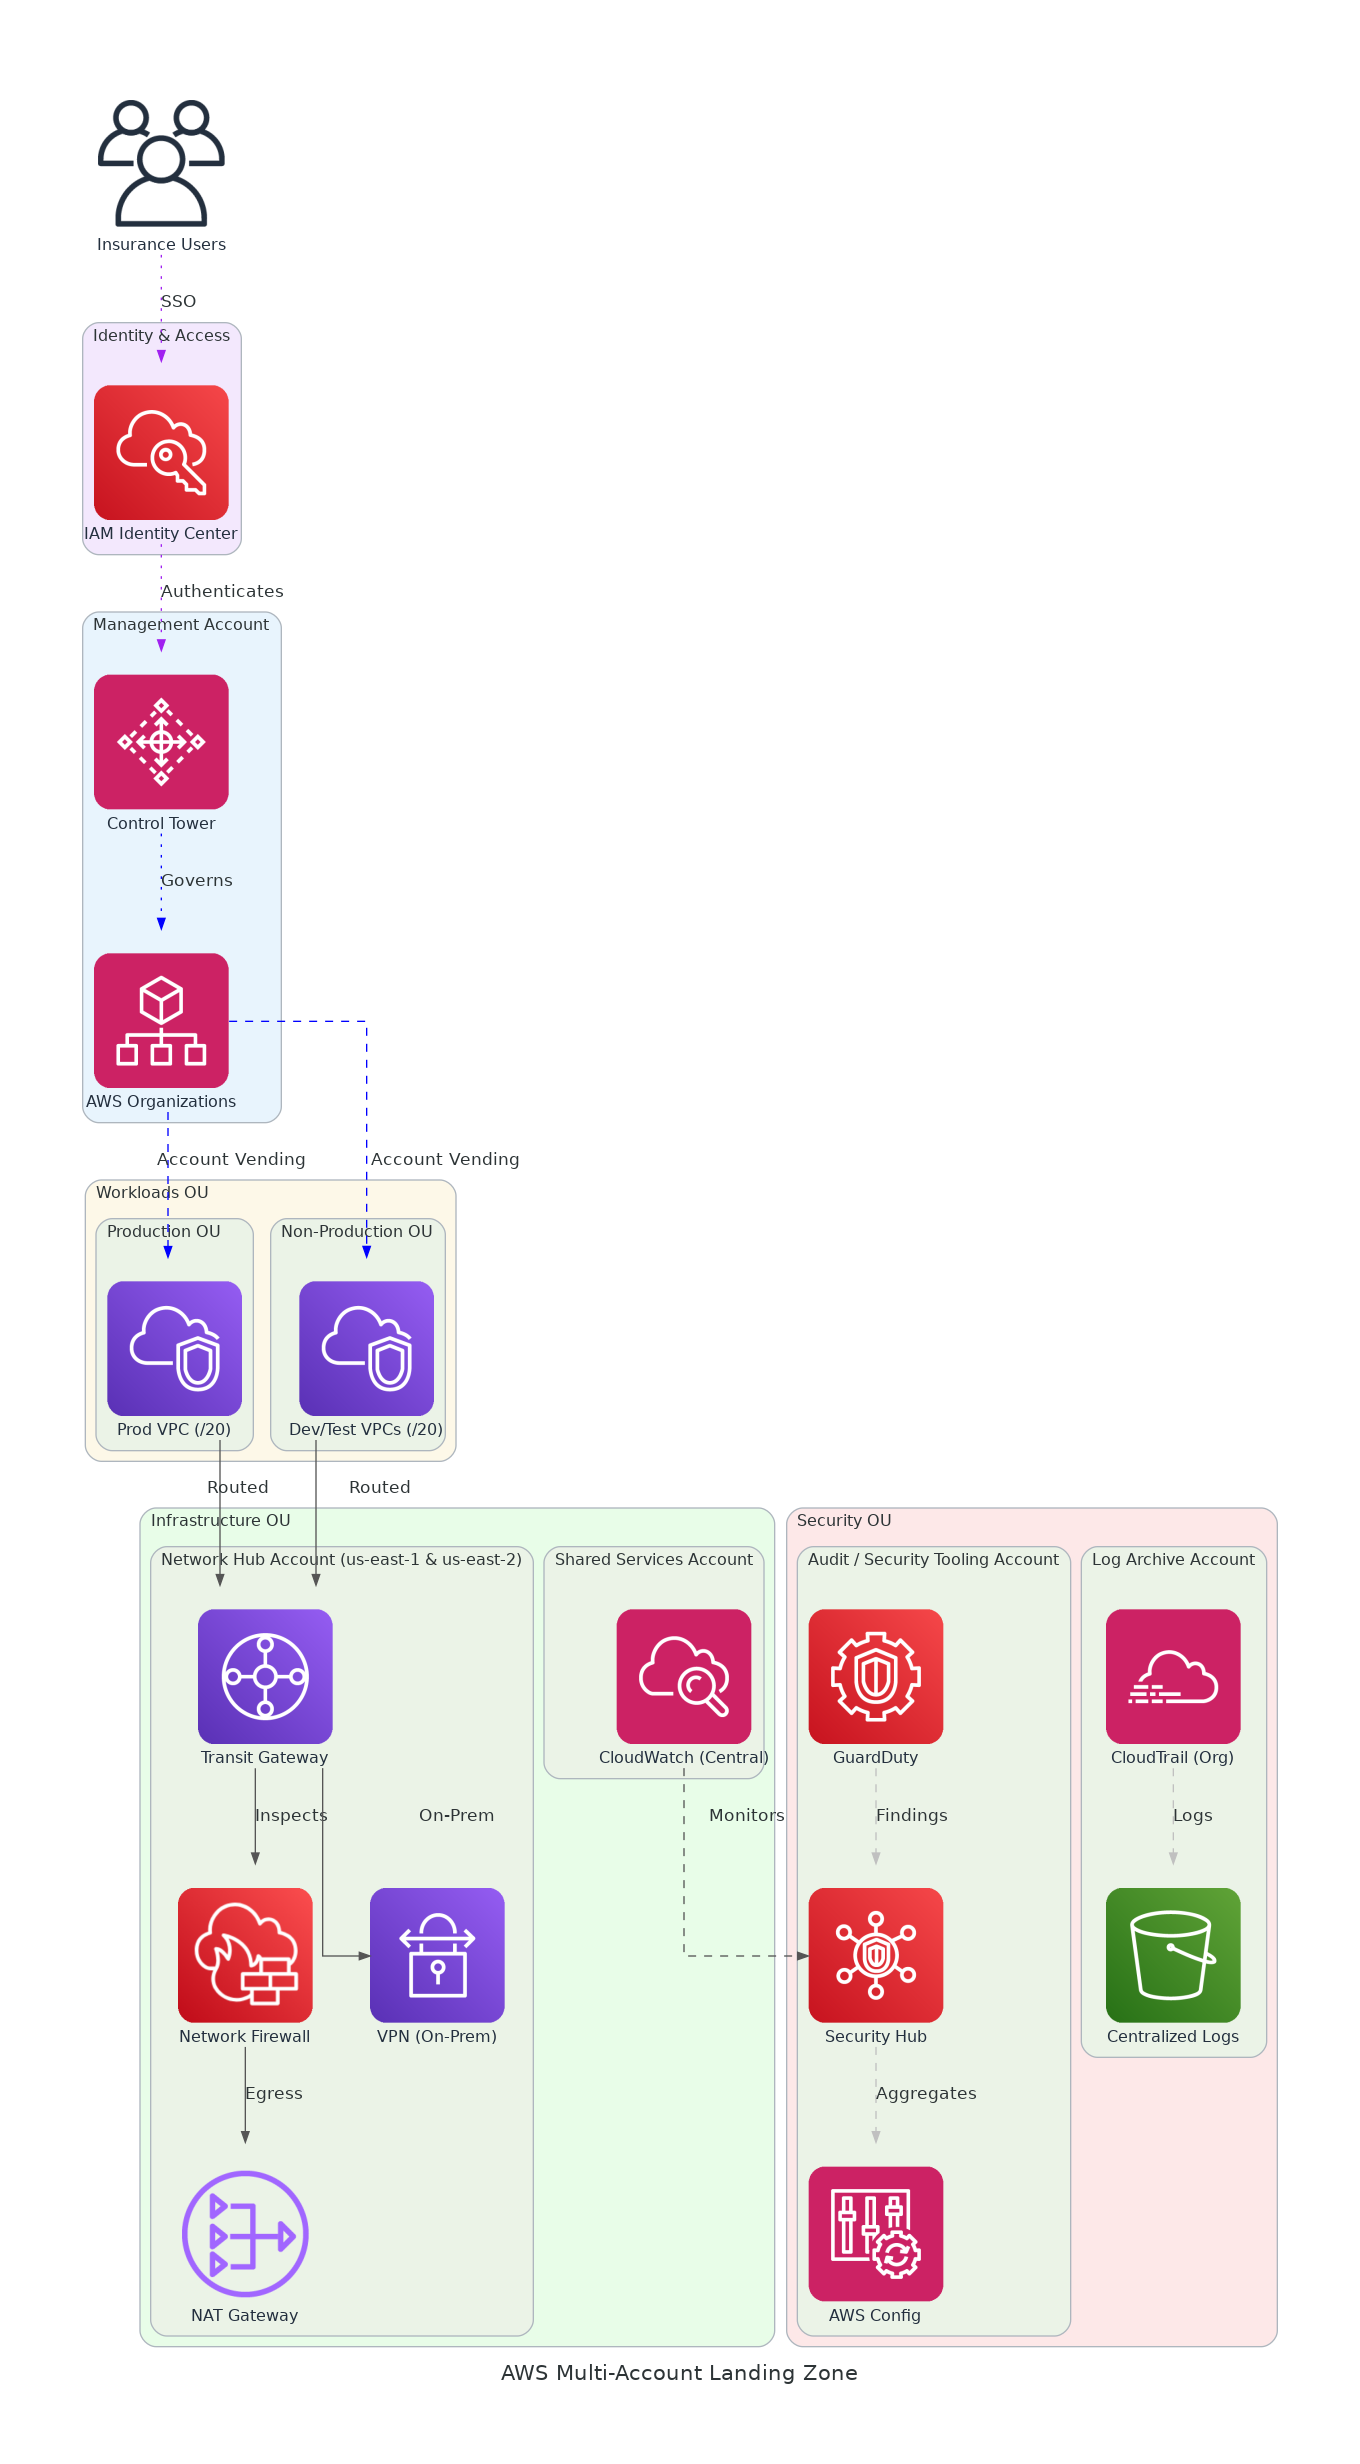 Insurance Users
SSO
Identity & Access
IAM Identity Center
Authenticates
Management Account
Control Tower
Governs
AWS Organizations
Account Vending
Account Vending
Workloads OU
Production OU
Non-Production OU
Prod VPC (/20)
Dev/Test VPCs (/20)
Routed
Routed
Infrastructure OU
Security OU
Network Hub Account (us-east-1 & us-east-2)
Shared Services Account
Audit / Security Tooling Account
Log Archive Account
Transit Gateway
CloudWatch (Central)
GuardDuty
CloudTrail (Org)
Inspects
On-Prem
Monitors
Findings
Logs
Network Firewall
VPN (On-Prem)
Security Hub
Centralized Logs
Egress
Aggregates
NAT Gateway
AWS Config
AWS Multi-Account Landing Zone